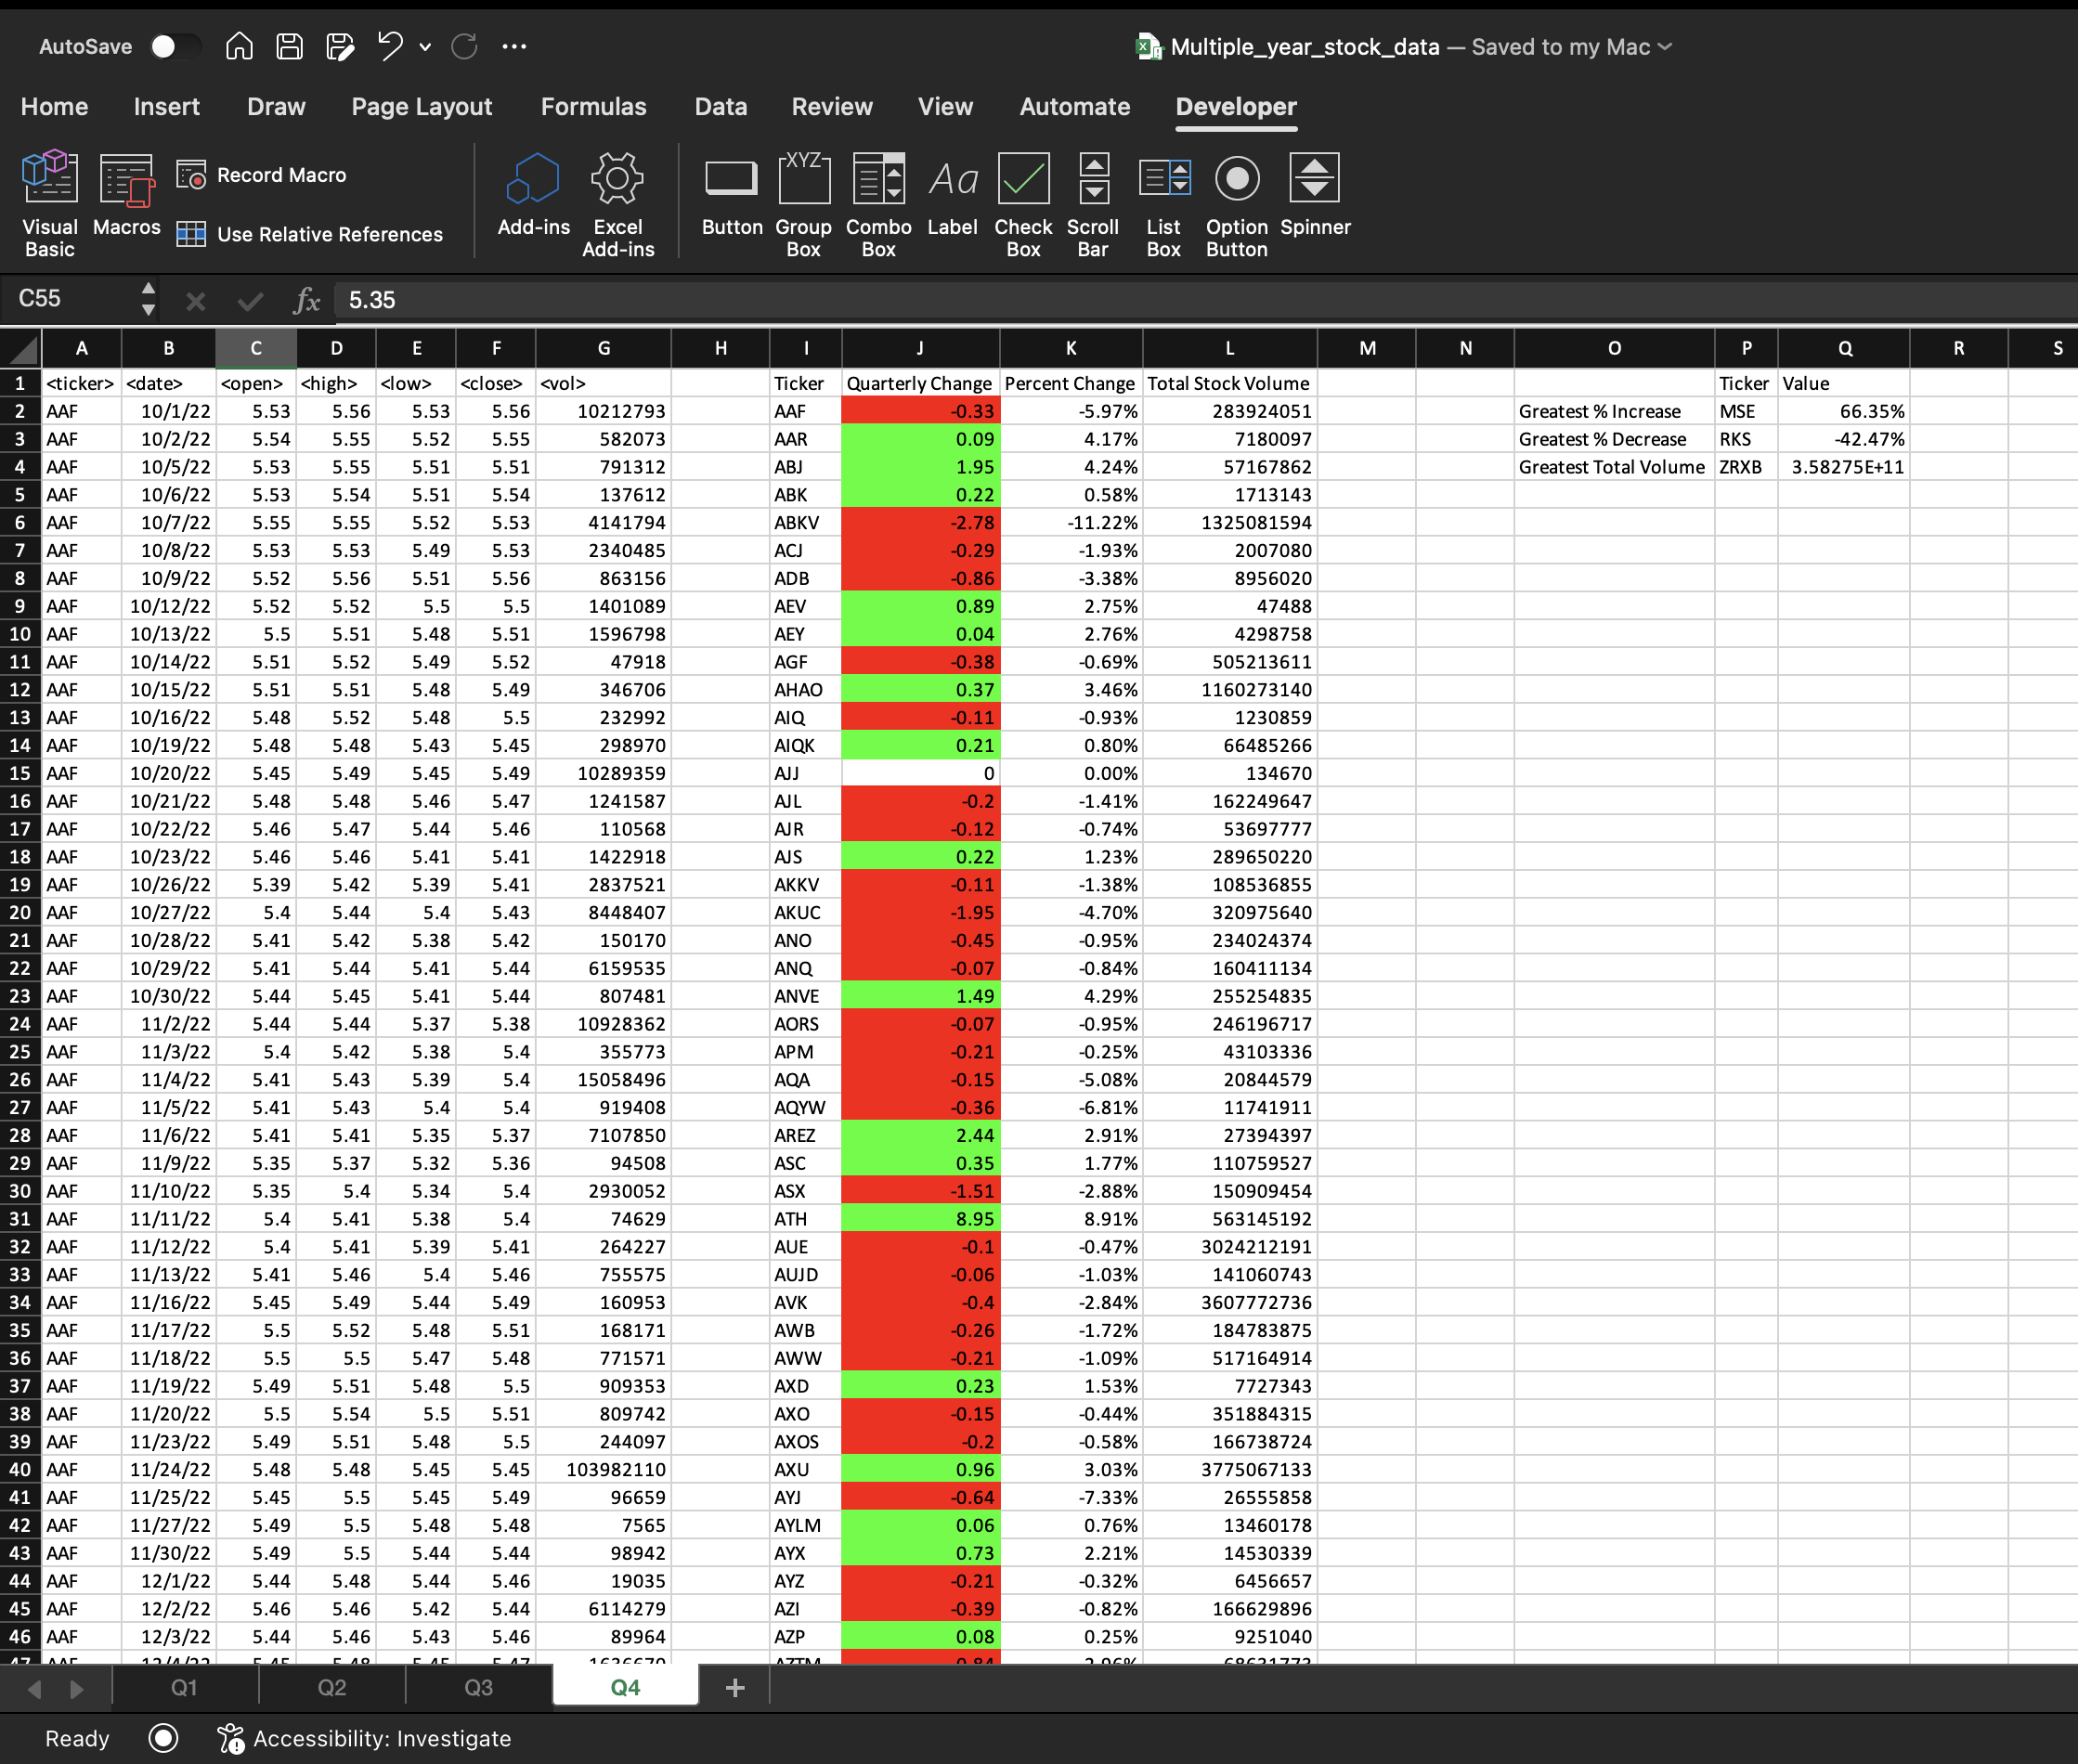 AutoSave
Multiple_year_stock_data — Saved to my Mac
Home Insert Draw Page Layout Formulas Data Review View Automate Developer
Visual Basic Macros Record Macro Use Relative References Add-ins Excel Add-ins Button Group Box Combo Box Label Check Box Scroll Bar List Box Option Button Spinner
XYZ Aa
C55 fx 5.35
A B C D E F G H I J K L M N O P Q R S
1 <ticker> <date> <open> <high> <low> <close> <vol> Ticker Quarterly Change Percent Change Total Stock Volume Ticker Value
2 AAF 10/1/22 5.53 5.56 5.53 5.56 10212793 AAF -0.33 -5.97% 283924051 Greatest % Increase MSE 66.35%
3 AAF 10/2/22 5.54 5.55 5.52 5.55 582073 AAR 0.09 4.17% 7180097 Greatest % Decrease RKS -42.47%
4 AAF 10/5/22 5.53 5.55 5.51 5.51 791312 ABJ 1.95 4.24% 57167862 Greatest Total Volume ZRXB 3.58275E+11
5 AAF 10/6/22 5.53 5.54 5.51 5.54 137612 ABK 0.22 0.58% 1713143
6 AAF 10/7/22 5.55 5.55 5.52 5.53 4141794 ABKV -2.78 -11.22% 1325081594
7 AAF 10/8/22 5.53 5.53 5.49 5.53 2340485 ACJ -0.29 -1.93% 2007080
8 AAF 10/9/22 5.52 5.56 5.51 5.56 863156 ADB -0.86 -3.38% 8956020
9 AAF 10/12/22 5.52 5.52 5.5 5.5 1401089 AEV 0.89 2.75% 47488
10 AAF 10/13/22 5.5 5.51 5.48 5.51 1596798 AEY 0.04 2.76% 4298758
11 AAF 10/14/22 5.51 5.52 5.49 5.52 47918 AGF -0.38 -0.69% 505213611
12 AAF 10/15/22 5.51 5.51 5.48 5.49 346706 AHAO 0.37 3.46% 1160273140
13 AAF 10/16/22 5.48 5.52 5.48 5.5 232992 AIQ -0.11 -0.93% 1230859
14 AAF 10/19/22 5.48 5.48 5.43 5.45 298970 AIQK 0.21 0.80% 66485266
15 AAF 10/20/22 5.45 5.49 5.45 5.49 10289359 AJJ 0 0.00% 134670
16 AAF 10/21/22 5.48 5.48 5.46 5.47 1241587 AJL -0.2 -1.41% 162249647
17 AAF 10/22/22 5.46 5.47 5.44 5.46 110568 AJR -0.12 -0.74% 53697777
18 AAF 10/23/22 5.46 5.46 5.41 5.41 1422918 AJS 0.22 1.23% 289650220
19 AAF 10/26/22 5.39 5.42 5.39 5.41 2837521 AKKV -0.11 -1.38% 108536855
20 AAF 10/27/22 5.4 5.44 5.4 5.43 8448407 AKUC -1.95 -4.70% 320975640
21 AAF 10/28/22 5.41 5.42 5.38 5.42 150170 ANO -0.45 -0.95% 234024374
22 AAF 10/29/22 5.41 5.44 5.41 5.44 6159535 ANQ -0.07 -0.84% 160411134
23 AAF 10/30/22 5.44 5.45 5.41 5.44 807481 ANVE 1.49 4.29% 255254835
24 AAF 11/2/22 5.44 5.44 5.37 5.38 10928362 AORS -0.07 -0.95% 246196717
25 AAF 11/3/22 5.4 5.42 5.38 5.4 355773 APM -0.21 -0.25% 43103336
26 AAF 11/4/22 5.41 5.43 5.39 5.4 15058496 AQA -0.15 -5.08% 20844579
27 AAF 11/5/22 5.41 5.43 5.4 5.4 919408 AQYW -0.36 -6.81% 11741911
28 AAF 11/6/22 5.41 5.41 5.35 5.37 7107850 AREZ 2.44 2.91% 27394397
29 AAF 11/9/22 5.35 5.37 5.32 5.36 94508 ASC 0.35 1.77% 110759527
30 AAF 11/10/22 5.35 5.4 5.34 5.4 2930052 ASX -1.51 -2.88% 150909454
31 AAF 11/11/22 5.4 5.41 5.38 5.4 74629 ATH 8.95 8.91% 563145192
32 AAF 11/12/22 5.4 5.41 5.39 5.41 264227 AUE -0.1 -0.47% 3024212191
33 AAF 11/13/22 5.41 5.46 5.4 5.46 755575 AUJD -0.06 -1.03% 141060743
34 AAF 11/16/22 5.45 5.49 5.44 5.49 160953 AVK -0.4 -2.84% 3607772736
35 AAF 11/17/22 5.5 5.52 5.48 5.51 168171 AWB -0.26 -1.72% 184783875
36 AAF 11/18/22 5.5 5.5 5.47 5.48 771571 AWW -0.21 -1.09% 517164914
37 AAF 11/19/22 5.49 5.51 5.48 5.5 909353 AXD 0.23 1.53% 7727343
38 AAF 11/20/22 5.5 5.54 5.5 5.51 809742 AXO -0.15 -0.44% 351884315
39 AAF 11/23/22 5.49 5.51 5.48 5.5 244097 AXOS -0.2 -0.58% 166738724
40 AAF 11/24/22 5.48 5.48 5.45 5.45 103982110 AXU 0.96 3.03% 3775067133
41 AAF 11/25/22 5.45 5.5 5.45 5.49 96659 AYJ -0.64 -7.33% 26555858
42 AAF 11/27/22 5.49 5.5 5.48 5.48 7565 AYLM 0.06 0.76% 13460178
43 AAF 11/30/22 5.49 5.5 5.44 5.44 98942 AYX 0.73 2.21% 14530339
44 AAF 12/1/22 5.44 5.48 5.44 5.46 19035 AYZ -0.21 -0.32% 6456657
45 AAF 12/2/22 5.46 5.46 5.42 5.44 6114279 AZI -0.39 -0.82% 166629896
46 AAF 12/3/22 5.44 5.46 5.43 5.46 89964 AZP 0.08 0.25% 9251040
Q1 Q2 Q3 Q4 +
Ready Accessibility: Investigate